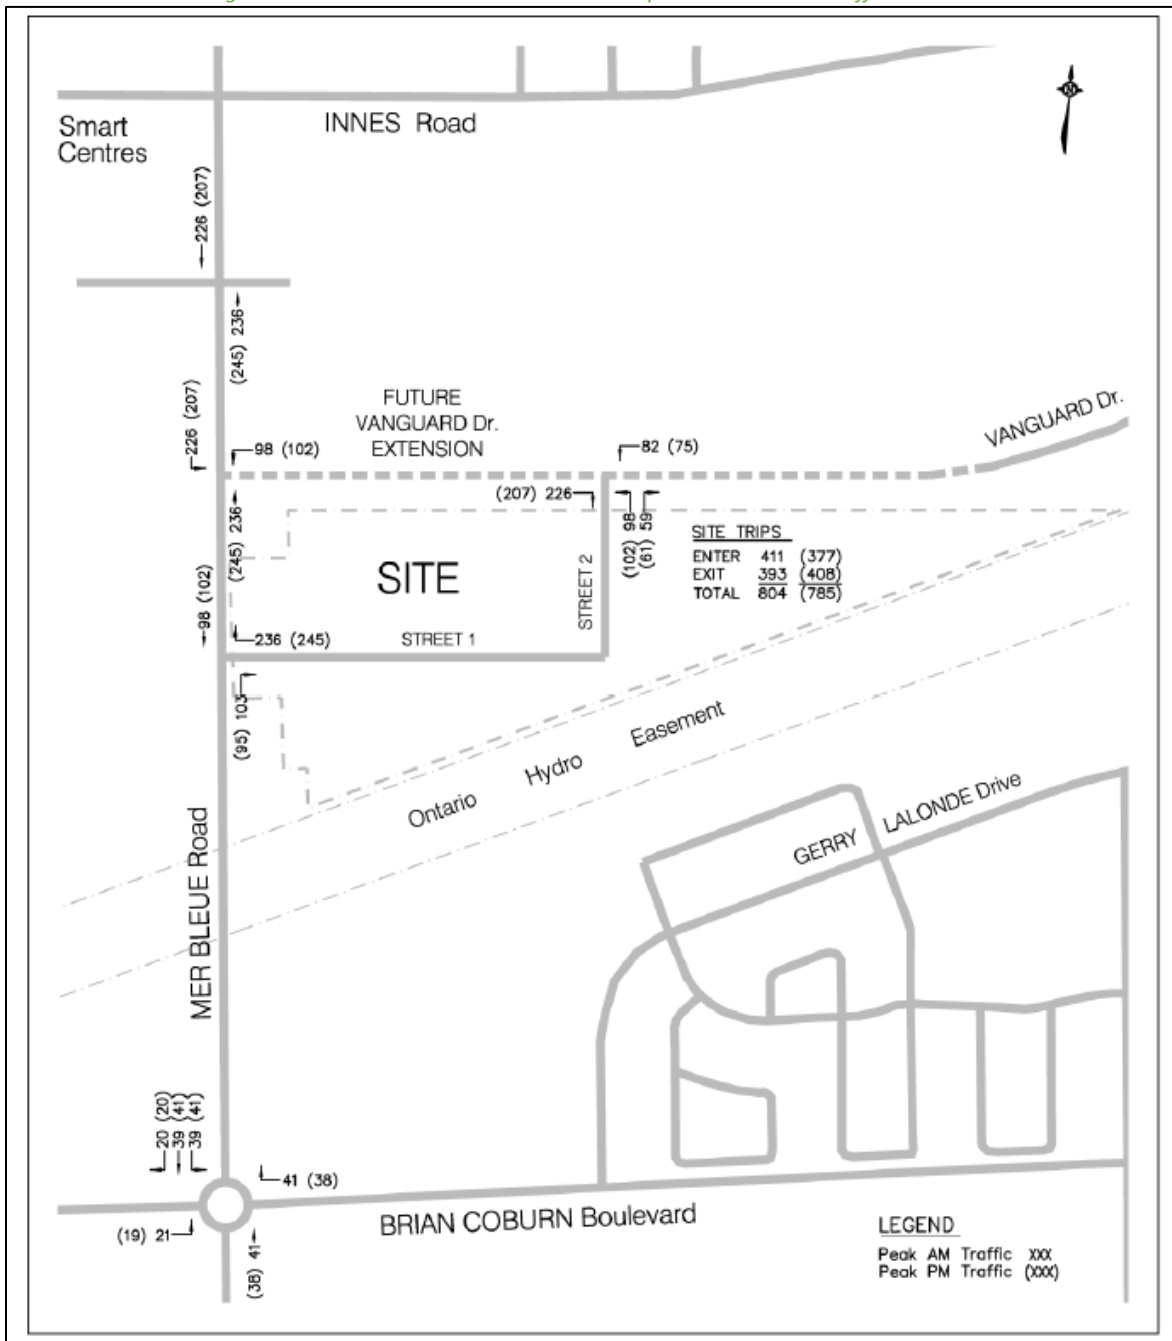 INNES Road
Smart
Centres
226 (207)
(245) 236
226 (207)
FUTURE
VANGUARD Dr.
EXTENSION
VANGUARD Dr.
98 (102)
82 (75)
(207) 226
(245) 236
(102) 98
(61) 59
SITE TRIPS
ENTER 411 (377)
EXIT 393 (408)
TOTAL 804 (785)
SITE
STREET 2
98 (102)
236 (245)
STREET 1
(95) 103
Ontario Hydro Easement
MER BLEUE Road
GERRY LALONDE Drive
20 (20)
39 (41)
39 (41)
41 (38)
(19) 21
(38) 41
BRIAN COBURN Boulevard
LEGEND
Peak AM Traffic XXX
Peak PM Traffic (XXX)